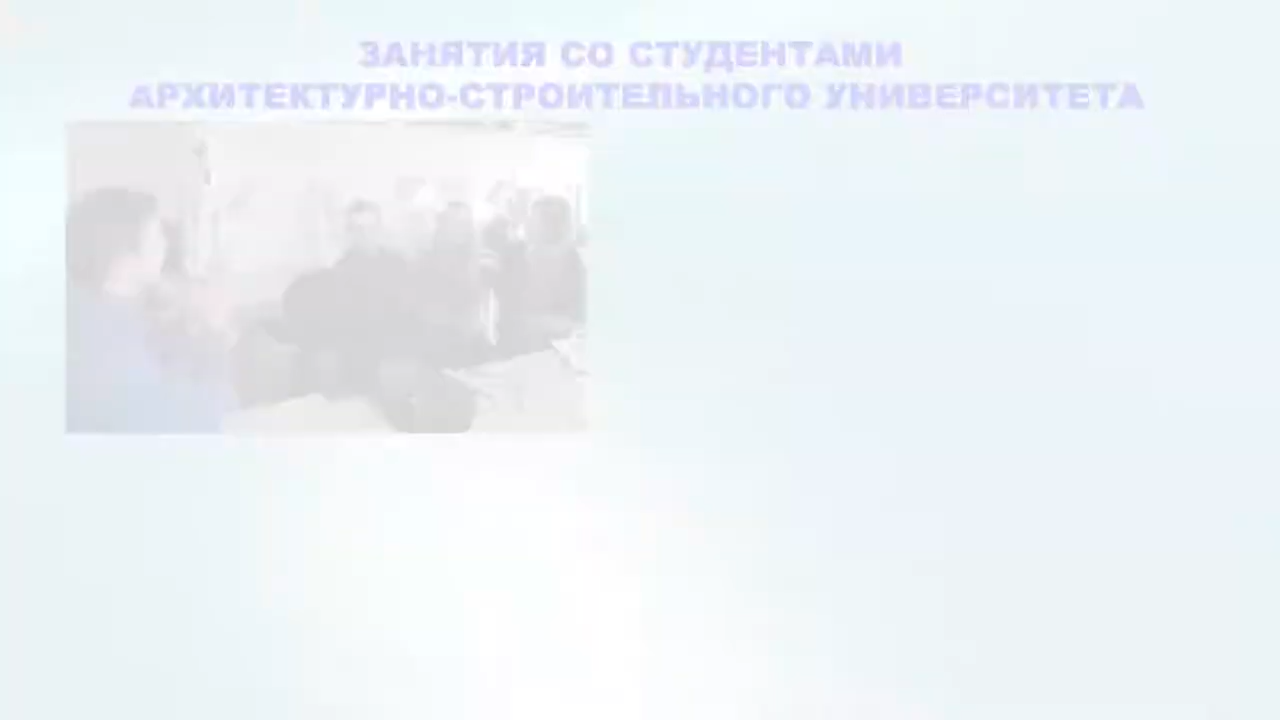 ЗАНЯТИЯ СО СТУДЕНТАМИ
АРХИТЕКТУРНО-СТРОИТЕЛЬНОГО УНИВЕРСИТЕТА